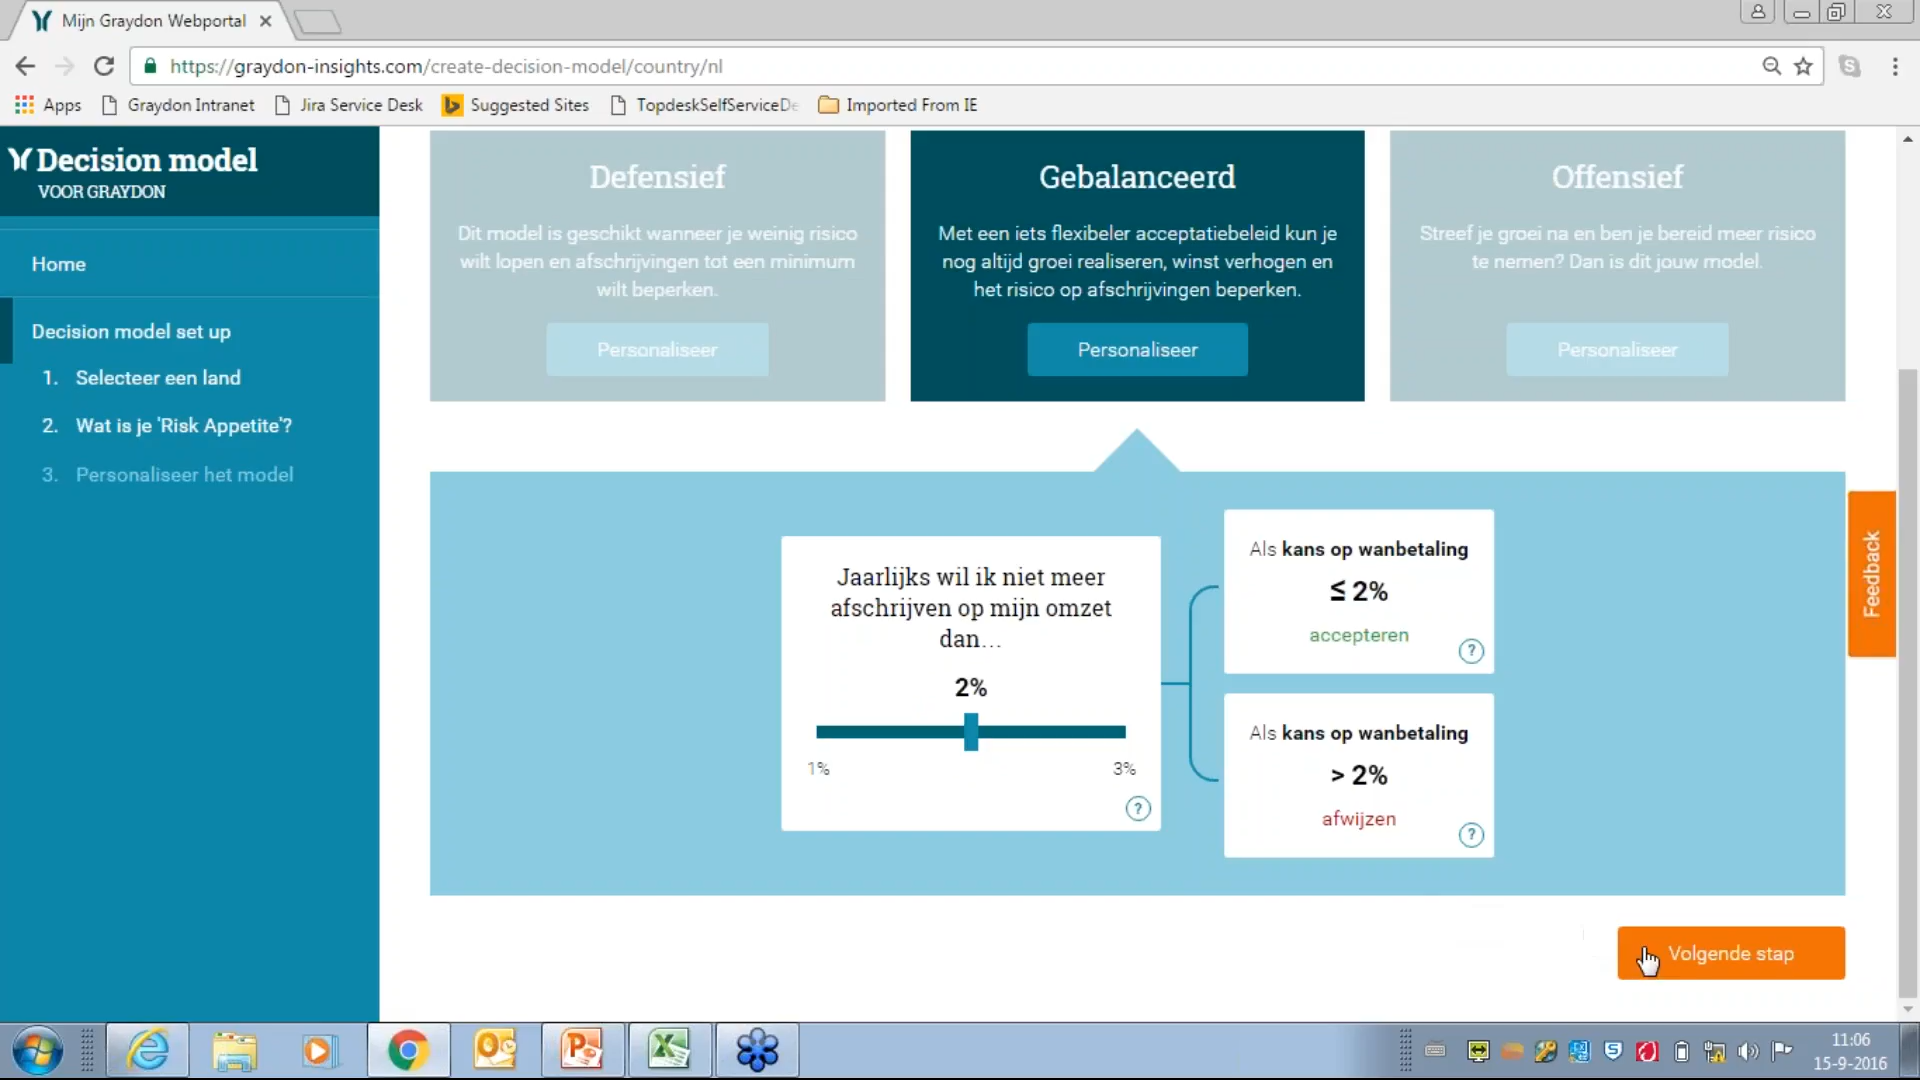 Mijn Graydon Webportal
https://graydon-insights.com/create-decision-model/country/nl
Apps Graydon Intranet Jira Service Desk Suggested Sites TopdeskSelfServiceDe Imported From IE
Decision model
VOOR GRAYDON
Home
Decision model set up
1. Selecteer een land
2. Wat is je 'Risk Appetite'?
3. Personaliseer het model
Defensief
Dit model is geschikt wanneer je weinig risico
wilt lopen en afschrijvingen tot een minimum
wilt beperken.
Personaliseer
Gebalanceerd
Met een iets flexibeler acceptatiebeleid kun je
nog altijd groei realiseren, winst verhogen en
het risico op afschrijvingen beperken.
Personaliseer
Offensief
Streef je groei na en ben je bereid meer risico
te nemen? Dan is dit jouw model.
Personaliseer
Jaarlijks wil ik niet meer
afschrijven op mijn omzet
dan...
2%
1% 3%
?
Als kans op wanbetaling
≤ 2%
accepteren
?
Als kans op wanbetaling
> 2%
afwijzen
?
Feedback
Volgende stap
11:06
15-9-2016